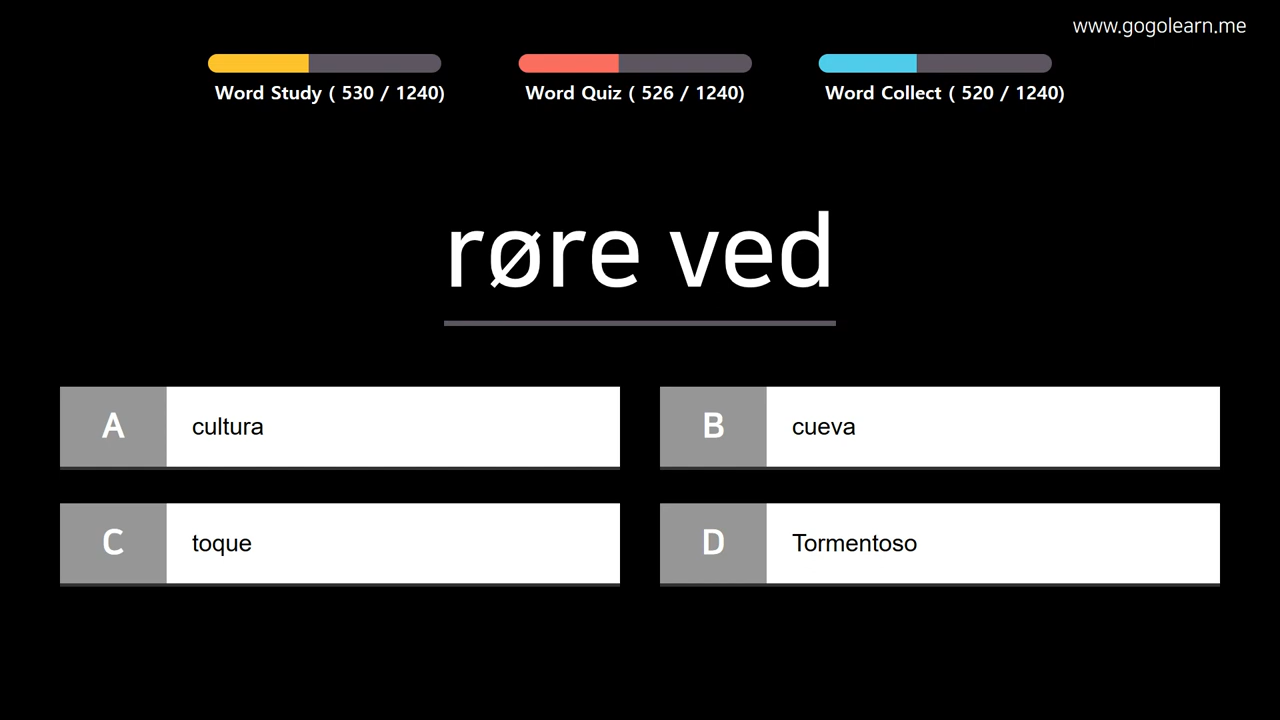 www.gogolearn.me
Word Study ( 530 / 1240)
Word Quiz ( 526 / 1240)
Word Collect ( 520 / 1240)
røre ved
A
cultura
B
cueva
C
toque
D
Tormentoso